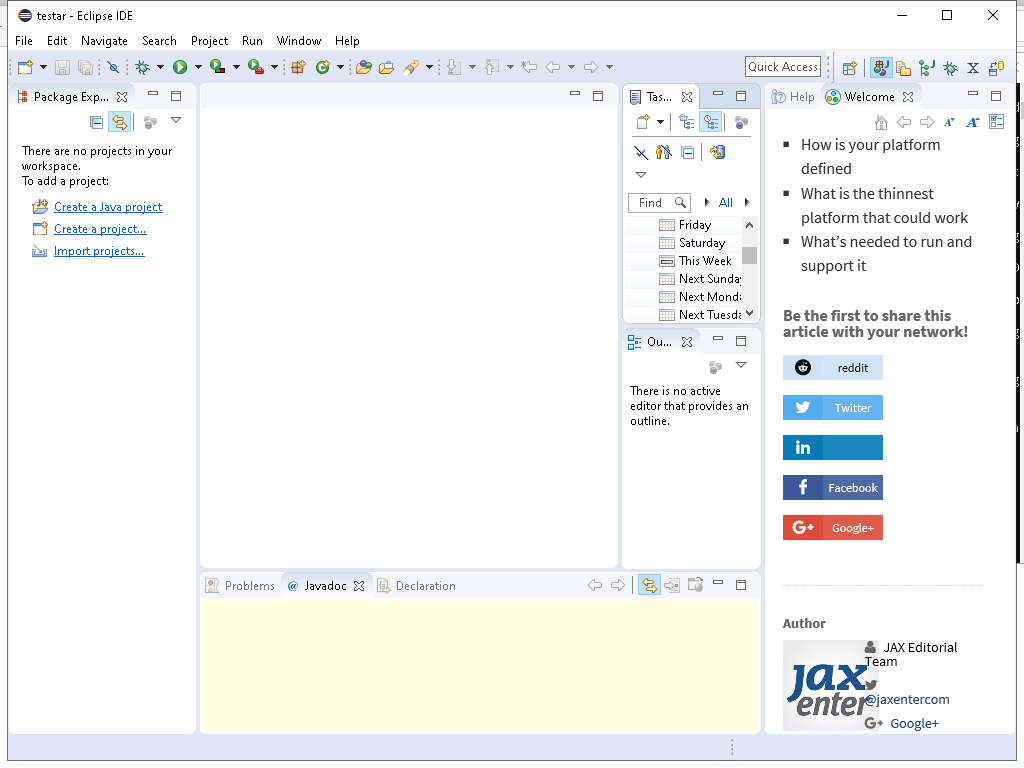 testar - Eclipse IDE
File Edit Navigate Search Project Run Window Help
Quick Access
Package Exp...
There are no projects in your
workspace.
To add a project:
Create a Java project
Create a project...
Import projects...
Tas...
Find
All
Friday
Saturday
This Week
Next Sunday
Next Monda
Next Tuesda
Ou...
There is no active
editor that provides an
outline.
Problems
@ Javadoc
Declaration
Help
Welcome
How is your platform
defined
What is the thinnest
platform that could work
What's needed to run and
support it
Be the first to share this
article with your network!
reddit
Twitter
in
Facebook
G+ Google+
Author
jax
enter
JAX Editorial
Team
@jaxentercom
G+ Google+